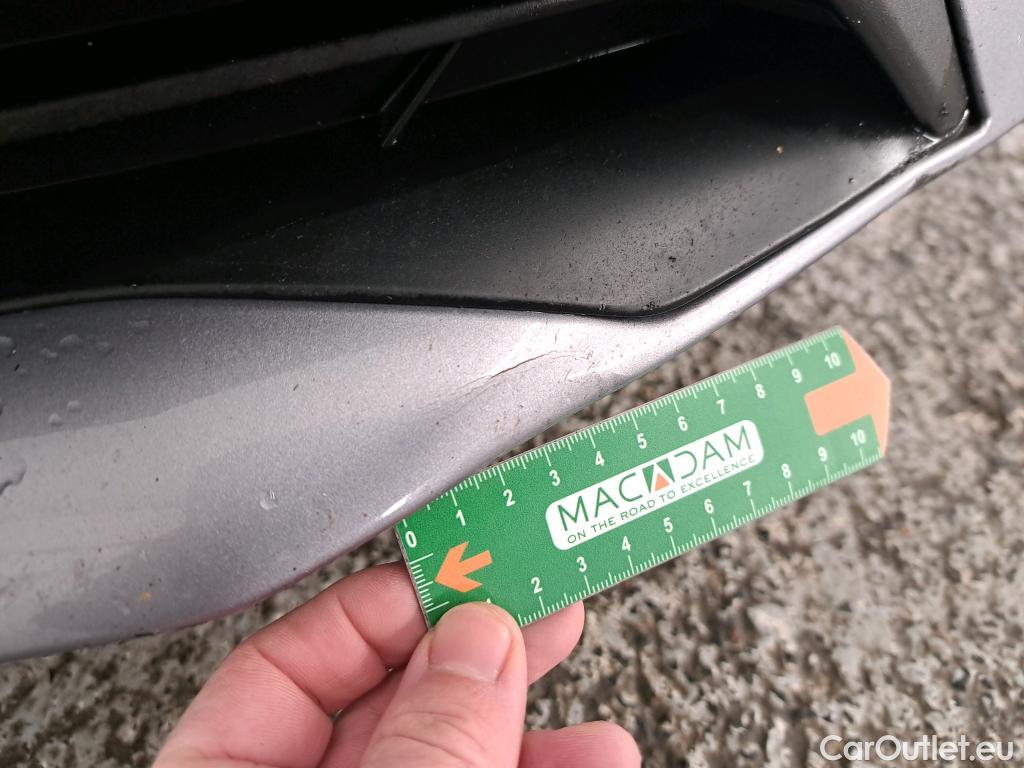 0 1 2 3 4 5 6 7 8 9 10
MACADAM
ON THE ROAD TO EXCELLENCE
2 3 4 5 6 7 8 9 10
CarOutlet.eu